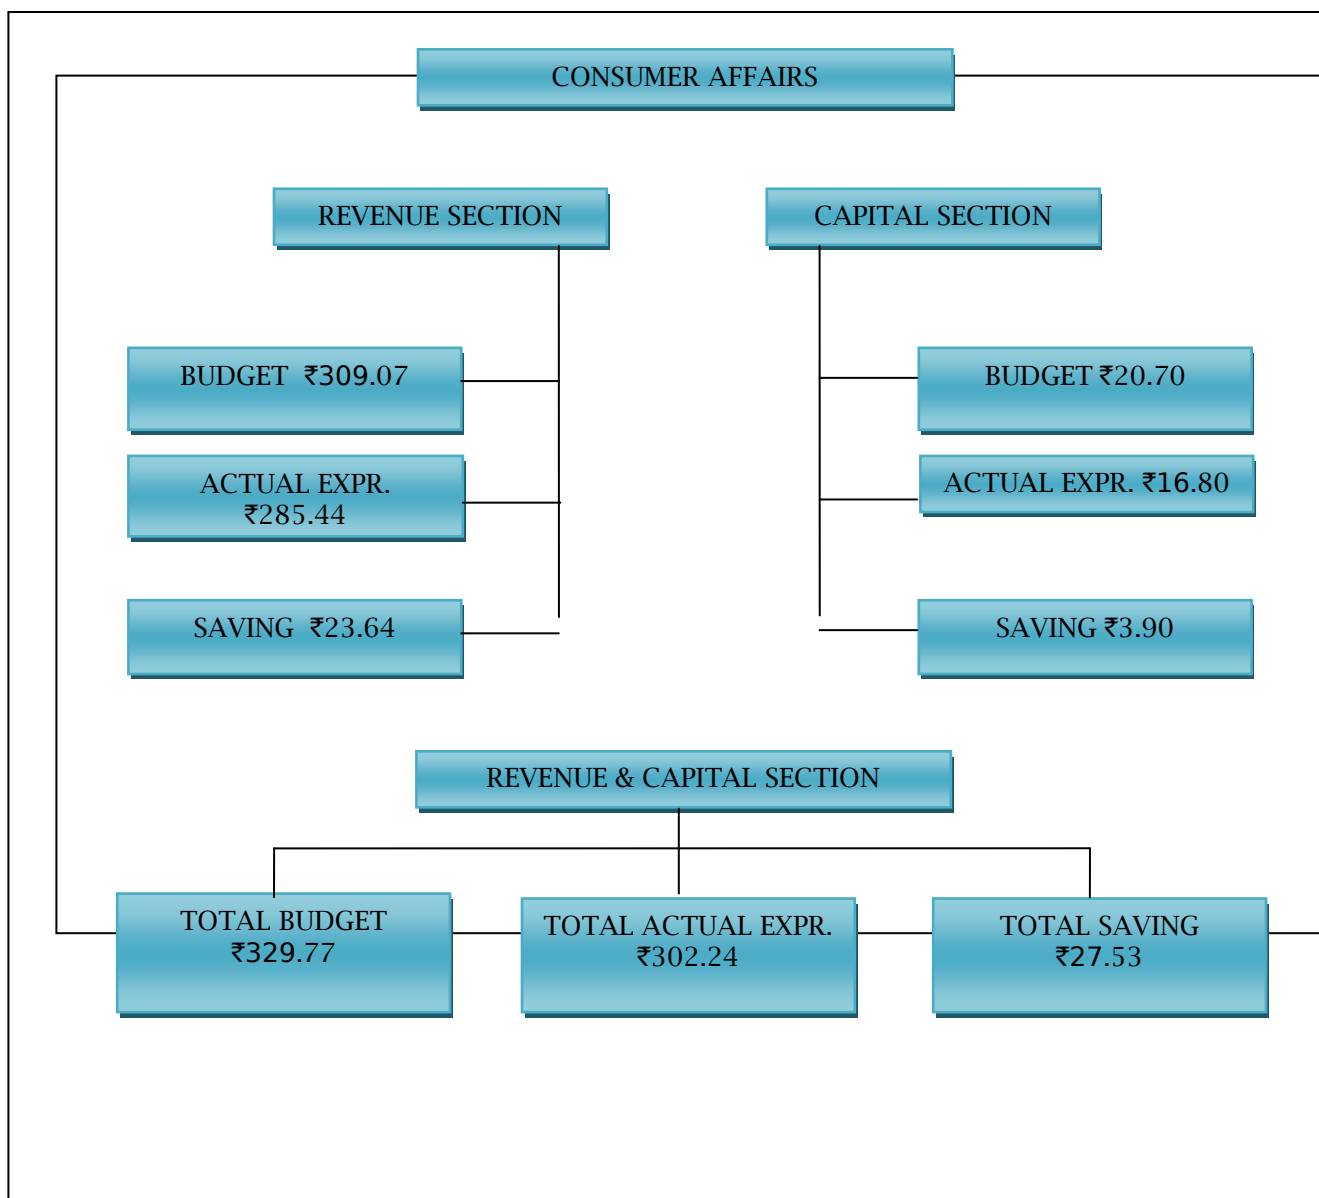 CONSUMER AFFAIRS
REVENUE SECTION
CAPITAL SECTION
BUDGET ₹309.07
ACTUAL EXPR.
₹285.44
SAVING ₹23.64
BUDGET ₹20.70
ACTUAL EXPR. ₹16.80
SAVING ₹3.90
REVENUE & CAPITAL SECTION
TOTAL BUDGET
₹329.77
TOTAL ACTUAL EXPR.
₹302.24
TOTAL SAVING
₹27.53